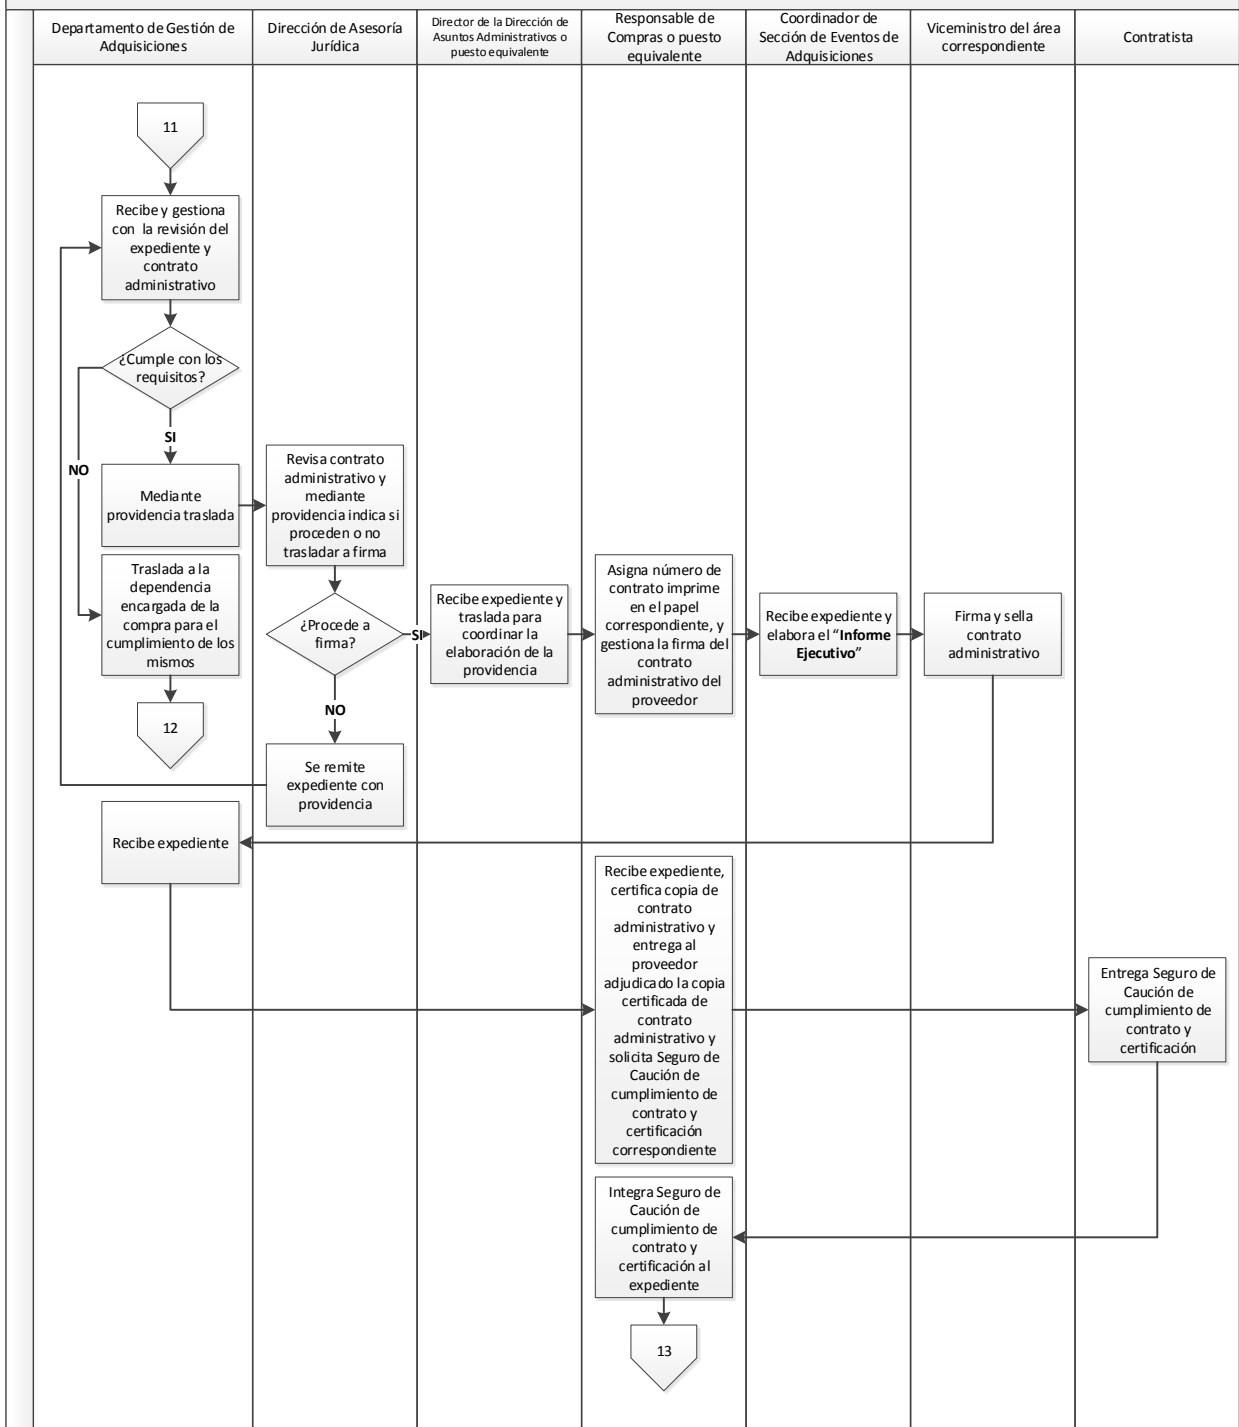 Departamento de Gestión de
Adquisiciones
Dirección de Asesoría
Jurídica
Director de la Dirección de
Asuntos Administrativos o
puesto equivalente
Responsable de
Compras o puesto
equivalente
Coordinador de
Sección de Eventos de
Adquisiciones
Viceministro del área
correspondiente
Contratista
11
Recibe y gestiona
con la revisión del
expediente y
contrato
administrativo
¿Cumple con los
requisitos?
SI
NO
Mediante
providencia traslada
Revisa contrato
administrativo y
mediante
providencia indica si
proceden o no
trasladar a firma
Traslada a la
dependencia
encargada de la
compra para el
cumplimiento de los
mismos
12
¿Procede a
firma?
SI
NO
Se remite
expediente con
providencia
Recibe expediente y
traslada para
coordinar la
elaboración de la
providencia
Asigna número de
contrato imprime
en el papel
correspondiente, y
gestiona la firma del
contrato
administrativo del
proveedor
Recibe expediente y
elabora el “Informe
Ejecutivo”
Firma y sella
contrato
administrativo
Recibe expediente
Recibe expediente,
certifica copia de
contrato
administrativo y
entrega al
proveedor
adjudicado la copia
certificada de
contrato
administrativo y
solicita Seguro de
Caución de
cumplimiento de
contrato y
certificación
correspondiente
Entrega Seguro de
Caución de
cumplimiento de
contrato y
certificación
Integra Seguro de
Caución de
cumplimiento de
contrato y
certificación al
expediente
13